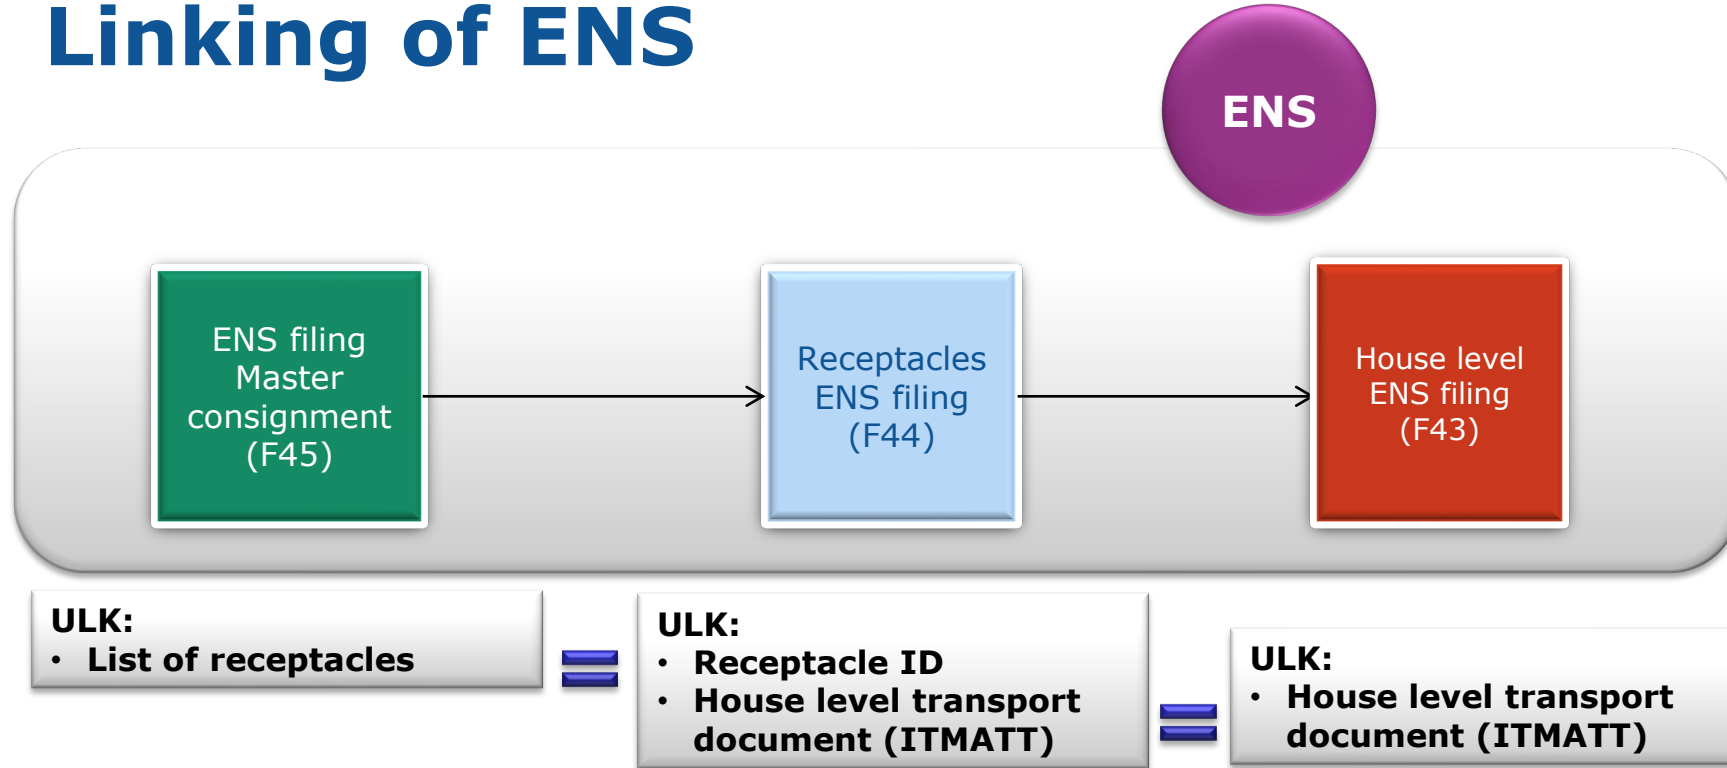 Linking of ENS
ENS
ENS filing
Master
consignment
(F45)
Receptacles
ENS filing
(F44)
House level
ENS filing
(F43)
ULK:
• List of receptacles
ULK:
• Receptacle ID
• House level transport
document (ITMATT)
ULK:
• House level transport
document (ITMATT)